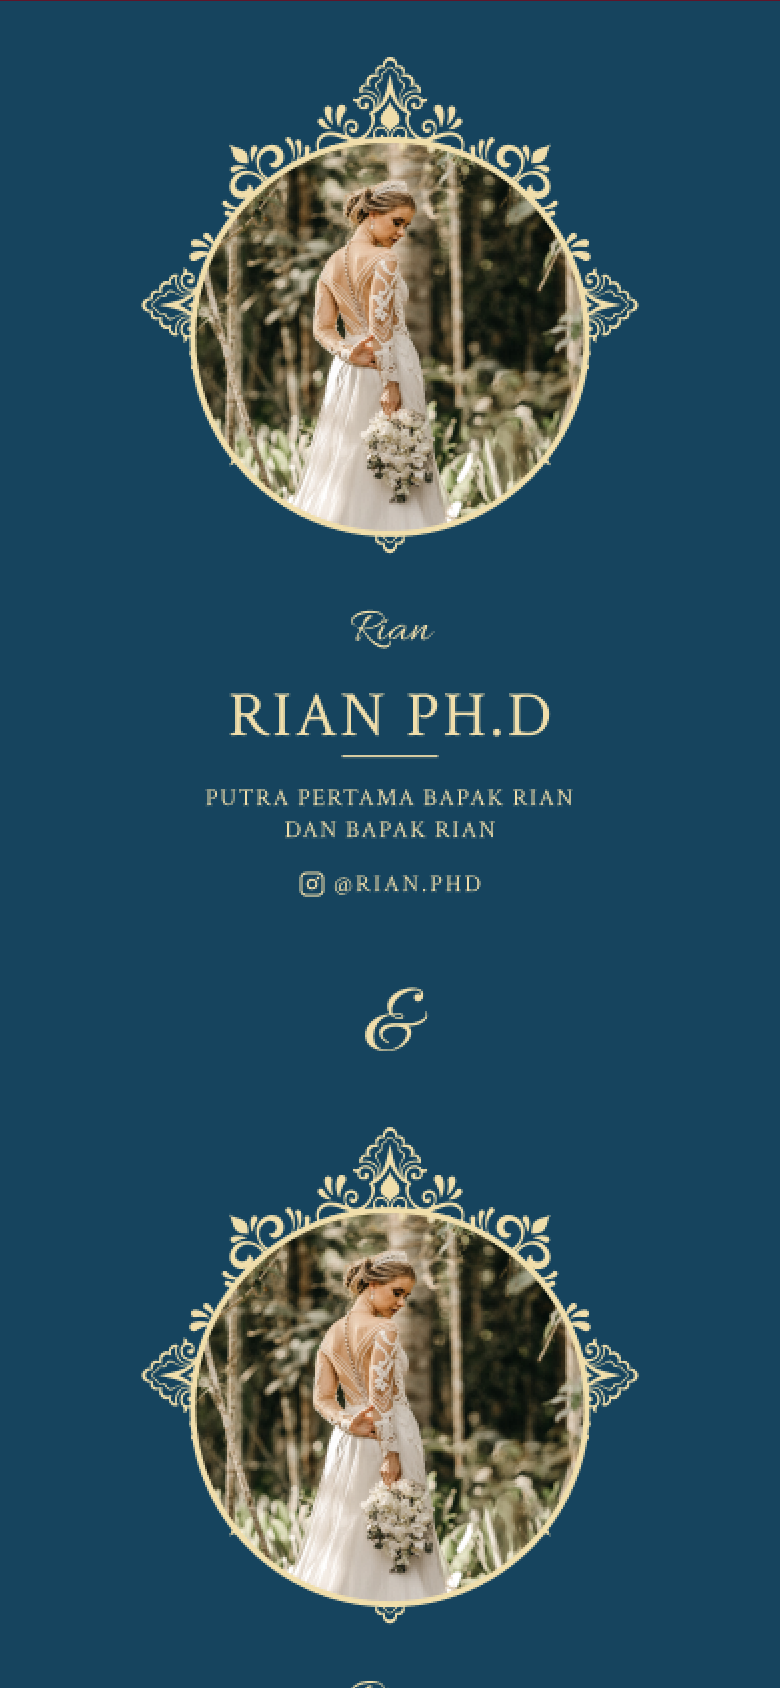 Rian
RIAN PH.D
PUTRA PERTAMA BAPAK RIAN
DAN BAPAK RIAN
@RIAN.PHD
&